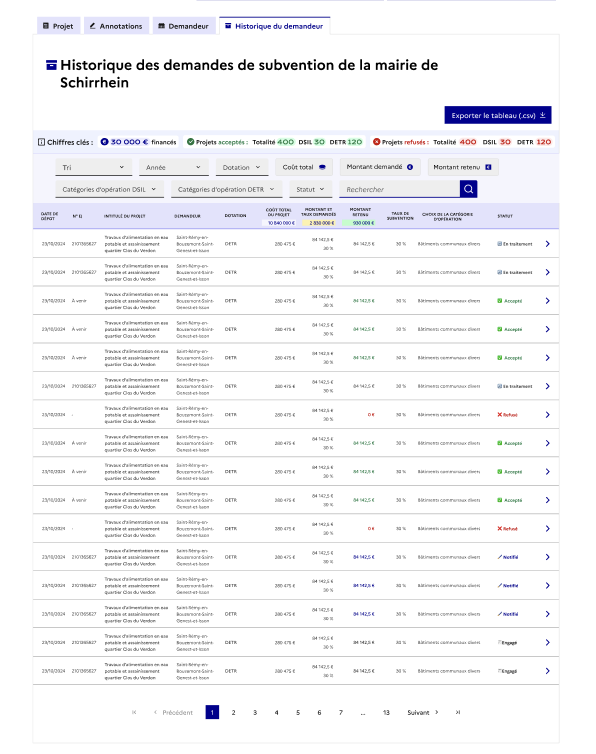 Projet Annotations Demandeur Historique du demandeur
Historique des demandes de subvention de la mairie de
Schirrhein
Exporter le tableau (.csv)
Chiffres clés : 30 000 € financés Projets acceptés : Totalité 400 DSIL 30 DETR 120 Projets refusés : Totalité 400 DSIL 30 DETR 120
Tri Année Dotation Coût total Montant demandé Montant retenu
Catégories d'opération DSIL Catégories d'opération DETR Statut Rechercher
DATE DE DÉPÔT N° EJ INTITULÉ DU PROJET DEMANDEUR DOTATION COÛT TOTAL DU PROJET MONTANT ET TAUX DEMANDÉS MONTANT RETENU TAUX DE SUBVENTION CHOIX DE LA CATÉGORIE D'OPÉRATION STATUT
10 840 000 € 2 836 000 € 930 000 €
23/10/2024 2101365627 Travaux d'alimentation en eau potable et assainissement quartier Clos du Verdon Saint-Rémy-en-Bouzemont-Saint-Genest-et-Isson DETR 280 475 € 84 142,5 € 30 % 84 142,5 € 30 % Bâtiments communaux divers En traitement
23/10/2024 2101365627 Travaux d'alimentation en eau potable et assainissement quartier Clos du Verdon Saint-Rémy-en-Bouzemont-Saint-Genest-et-Isson DETR 280 475 € 84 142,5 € 30 % 84 142,5 € 30 % Bâtiments communaux divers En traitement
23/10/2024 A venir Travaux d'alimentation en eau potable et assainissement quartier Clos du Verdon Saint-Rémy-en-Bouzemont-Saint-Genest-et-Isson DETR 280 475 € 84 142,5 € 30 % 84 142,5 € 30 % Bâtiments communaux divers Accepté
23/10/2024 A venir Travaux d'alimentation en eau potable et assainissement quartier Clos du Verdon Saint-Rémy-en-Bouzemont-Saint-Genest-et-Isson DETR 280 475 € 84 142,5 € 30 % 84 142,5 € 30 % Bâtiments communaux divers Accepté
23/10/2024 A venir Travaux d'alimentation en eau potable et assainissement quartier Clos du Verdon Saint-Rémy-en-Bouzemont-Saint-Genest-et-Isson DETR 280 475 € 84 142,5 € 30 % 84 142,5 € 30 % Bâtiments communaux divers Accepté
23/10/2024 2101365627 Travaux d'alimentation en eau potable et assainissement quartier Clos du Verdon Saint-Rémy-en-Bouzemont-Saint-Genest-et-Isson DETR 280 475 € 84 142,5 € 30 % 84 142,5 € 30 % Bâtiments communaux divers En traitement
23/10/2024 - Travaux d'alimentation en eau potable et assainissement quartier Clos du Verdon Saint-Rémy-en-Bouzemont-Saint-Genest-et-Isson DETR 280 475 € 84 142,5 € 30 % 0 € 30 % Bâtiments communaux divers Refusé
23/10/2024 A venir Travaux d'alimentation en eau potable et assainissement quartier Clos du Verdon Saint-Rémy-en-Bouzemont-Saint-Genest-et-Isson DETR 280 475 € 84 142,5 € 30 % 84 142,5 € 30 % Bâtiments communaux divers Accepté
23/10/2024 A venir Travaux d'alimentation en eau potable et assainissement quartier Clos du Verdon Saint-Rémy-en-Bouzemont-Saint-Genest-et-Isson DETR 280 475 € 84 142,5 € 30 % 84 142,5 € 30 % Bâtiments communaux divers Accepté
23/10/2024 A venir Travaux d'alimentation en eau potable et assainissement quartier Clos du Verdon Saint-Rémy-en-Bouzemont-Saint-Genest-et-Isson DETR 280 475 € 84 142,5 € 30 % 84 142,5 € 30 % Bâtiments communaux divers Accepté
23/10/2024 - Travaux d'alimentation en eau potable et assainissement quartier Clos du Verdon Saint-Rémy-en-Bouzemont-Saint-Genest-et-Isson DETR 280 475 € 84 142,5 € 30 % 0 € 30 % Bâtiments communaux divers Refusé
23/10/2024 2101365627 Travaux d'alimentation en eau potable et assainissement quartier Clos du Verdon Saint-Rémy-en-Bouzemont-Saint-Genest-et-Isson DETR 280 475 € 84 142,5 € 30 % 84 142,5 € 30 % Bâtiments communaux divers Notifié
23/10/2024 2101365627 Travaux d'alimentation en eau potable et assainissement quartier Clos du Verdon Saint-Rémy-en-Bouzemont-Saint-Genest-et-Isson DETR 280 475 € 84 142,5 € 30 % 84 142,5 € 30 % Bâtiments communaux divers Notifié
23/10/2024 2101365627 Travaux d'alimentation en eau potable et assainissement quartier Clos du Verdon Saint-Rémy-en-Bouzemont-Saint-Genest-et-Isson DETR 280 475 € 84 142,5 € 30 % 84 142,5 € 30 % Bâtiments communaux divers Notifié
23/10/2024 2101365627 Travaux d'alimentation en eau potable et assainissement quartier Clos du Verdon Saint-Rémy-en-Bouzemont-Saint-Genest-et-Isson DETR 280 475 € 84 142,5 € 30 % 84 142,5 € 30 % Bâtiments communaux divers Engagé
23/10/2024 2101365627 Travaux d'alimentation en eau potable et assainissement quartier Clos du Verdon Saint-Rémy-en-Bouzemont-Saint-Genest-et-Isson DETR 280 475 € 84 142,5 € 30 % 84 142,5 € 30 % Bâtiments communaux divers Engagé
Précédent 1 2 3 4 5 6 7 ... 13 Suivant